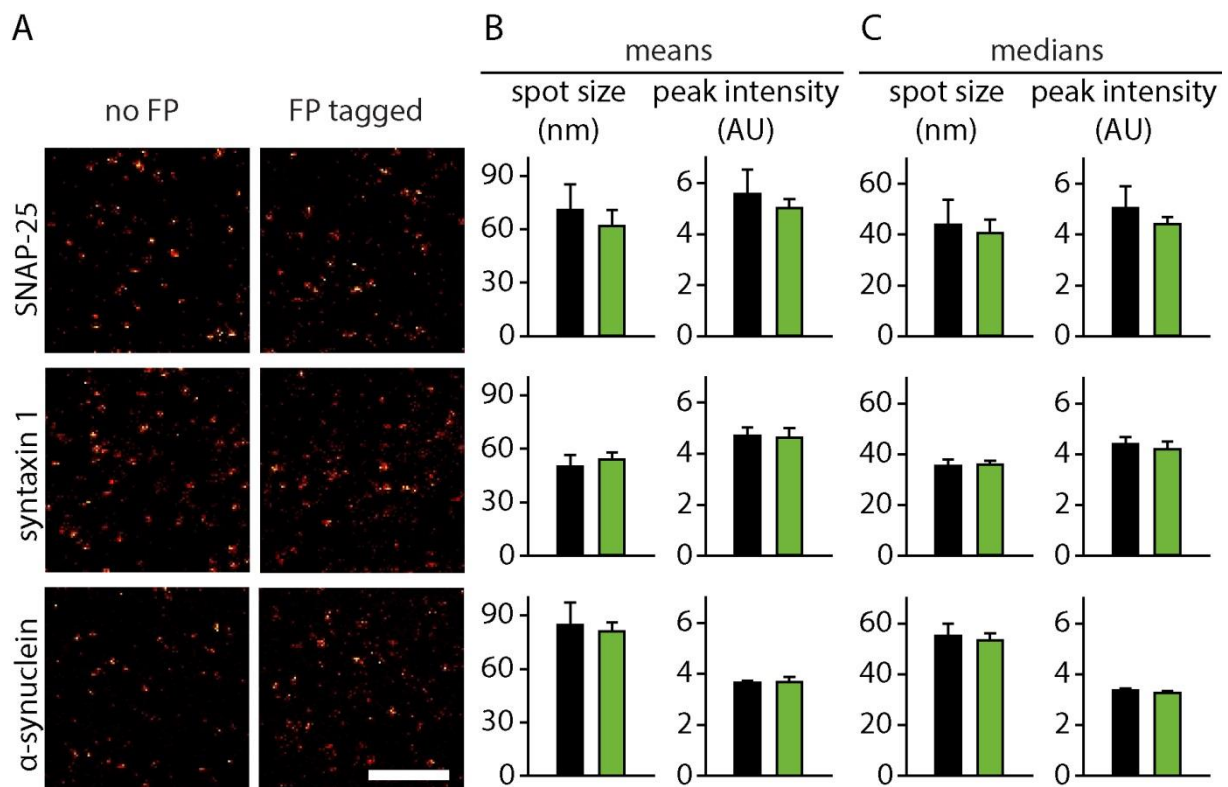 A
B
C
means
medians
no FP
FP tagged
spot size
(nm)
peak intensity
(AU)
spot size
(nm)
peak intensity
(AU)
SNAP-25
90
60
30
0
6
4
2
0
60
40
20
0
6
4
2
0
syntaxin 1
90
60
30
0
6
4
2
0
60
40
20
0
6
4
2
0
α-synuclein
90
60
30
0
6
4
2
0
60
40
20
0
6
4
2
0